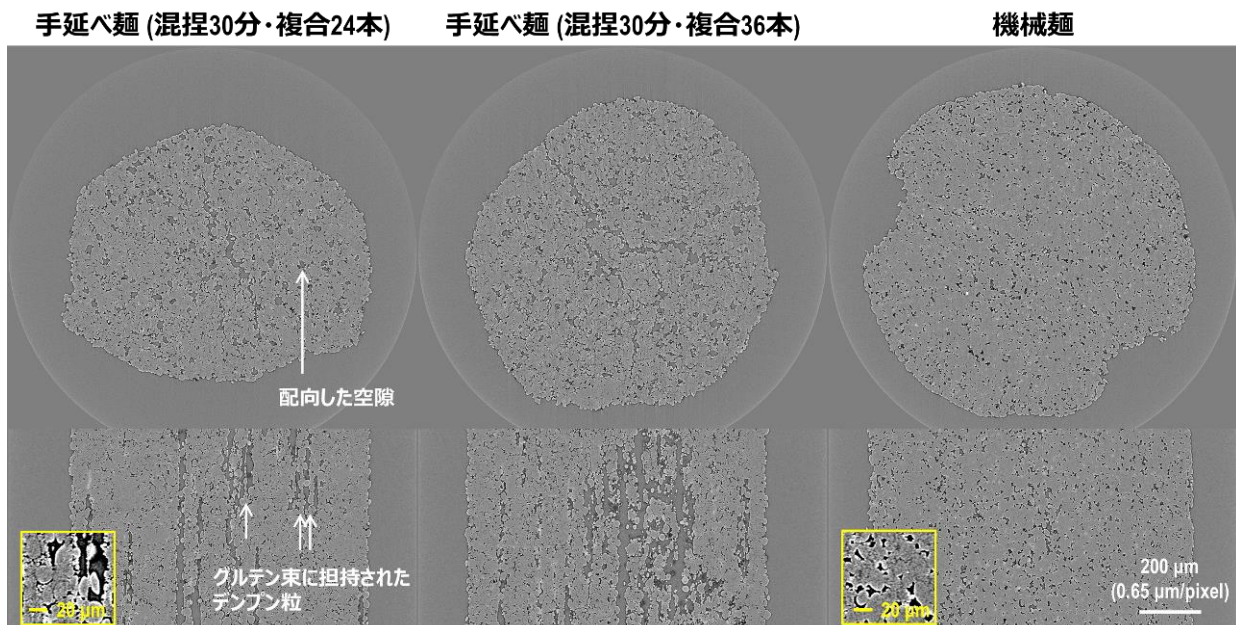 手延べ麺 (混捏30分・複合24本)
手延べ麺 (混捏30分・複合36本)
機械麺
配向した空隙
グルテン束に担持された
デンプン粒
20 μm
20 μm
200 μm
(0.65 μm/pixel)